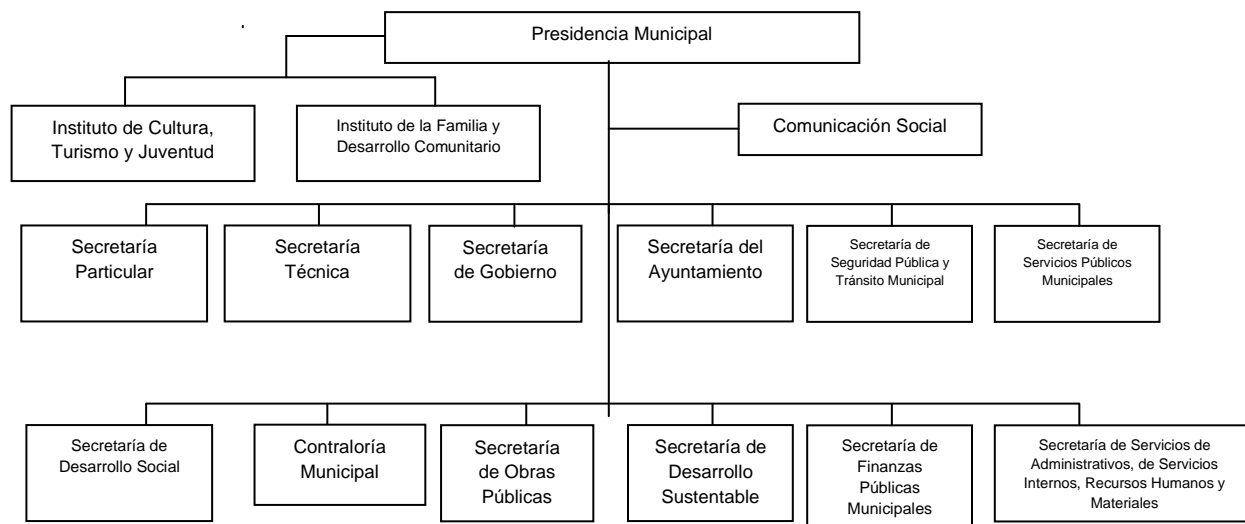 Presidencia Municipal
Instituto de Cultura,
Turismo y Juventud
Instituto de la Familia y
Desarrollo Comunitario
Comunicación Social
Secretaría
Particular
Secretaría
Técnica
Secretaría
de Gobierno
Secretaría del
Ayuntamiento
Secretaría de
Seguridad Pública y
Tránsito Municipal
Secretaría de
Servicios Públicos
Municipales
Secretaría de
Desarrollo Social
Contraloría
Municipal
Secretaría
de Obras
Públicas
Secretaría de
Desarrollo
Sustentable
Secretaría de
Finanzas
Públicas
Municipales
Secretaría de Servicios de
Administrativos, de Servicios
Internos, Recursos Humanos y
Materiales